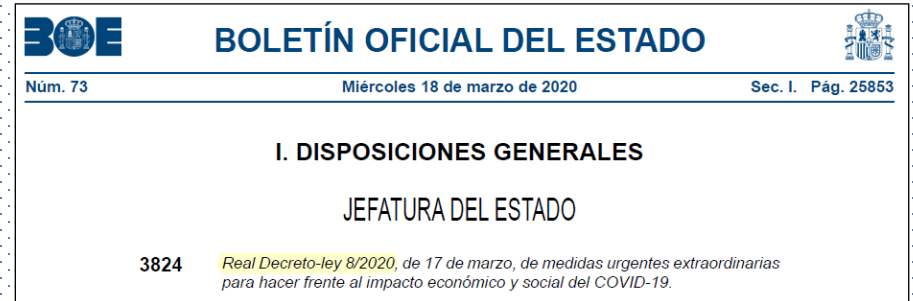 BOE
BOLETÍN OFICIAL DEL ESTADO
Núm. 73 Miércoles 18 de marzo de 2020 Sec. I. Pág. 25853
I. DISPOSICIONES GENERALES
JEFATURA DEL ESTADO
3824 Real Decreto-ley 8/2020, de 17 de marzo, de medidas urgentes extraordinarias
para hacer frente al impacto económico y social del COVID-19.